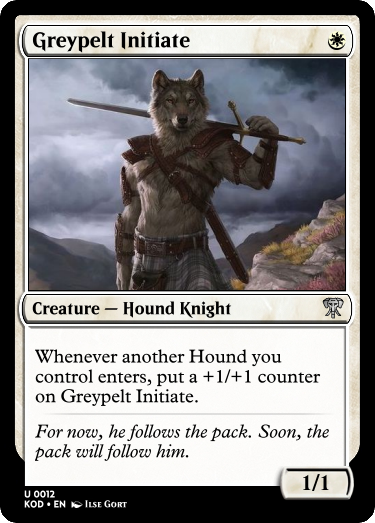 Greypelt Initiate
Creature — Hound Knight
Whenever another Hound you
control enters, put a +1/+1 counter
on Greypelt Initiate.
For now, he follows the pack. Soon, the
pack will follow him.
1/1
U 0012
KOD • EN Ilse Gort